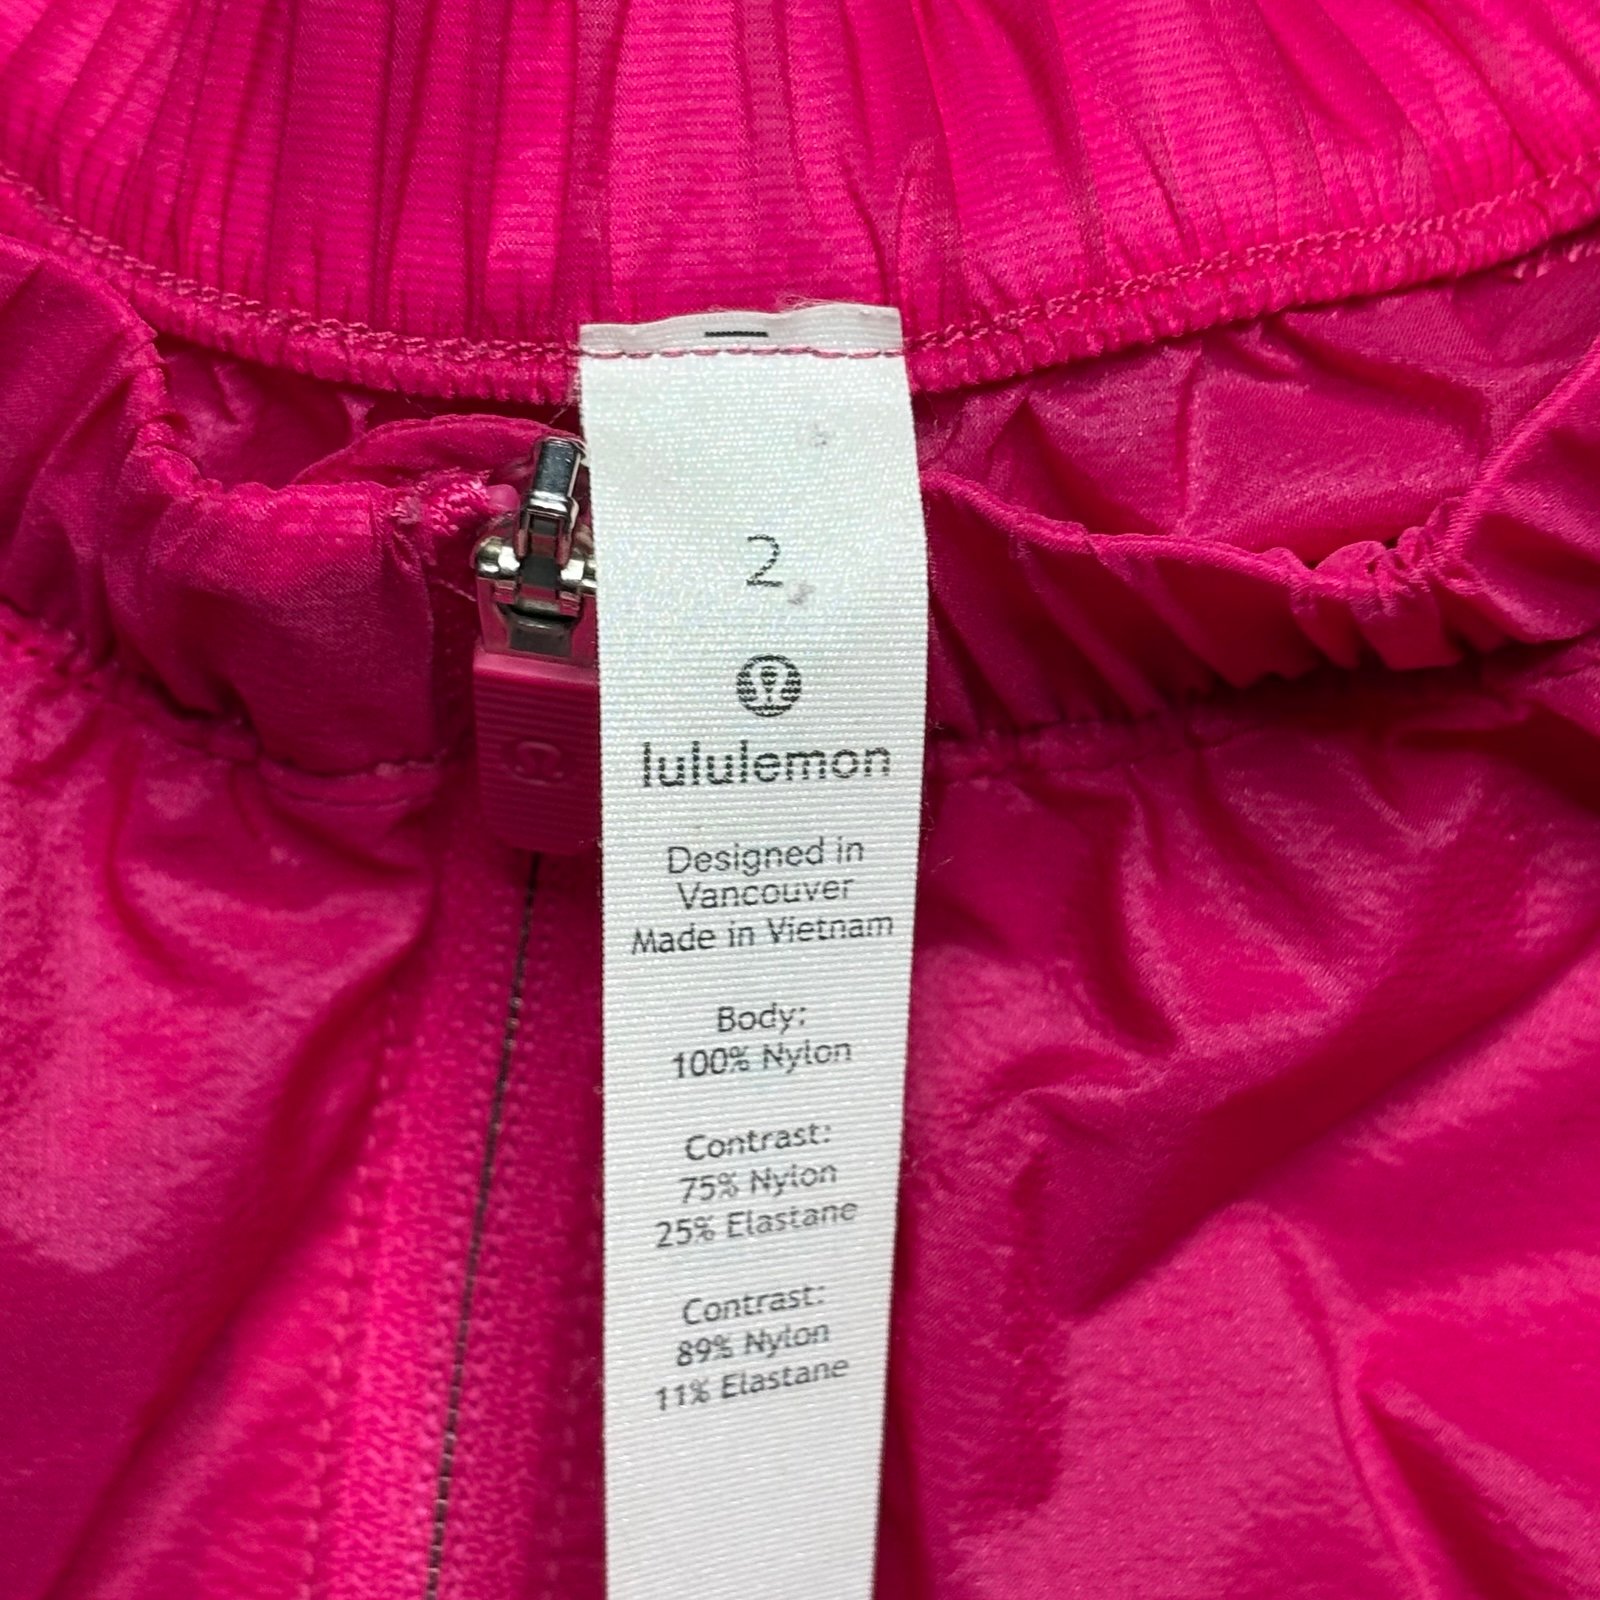 2
lululemon
Designed in
Vancouver
Made in Vietnam
Body:
100% Nylon
Contrast:
75% Nylon
25% Elastane
Contrast:
89% Nylon
11% Elastane